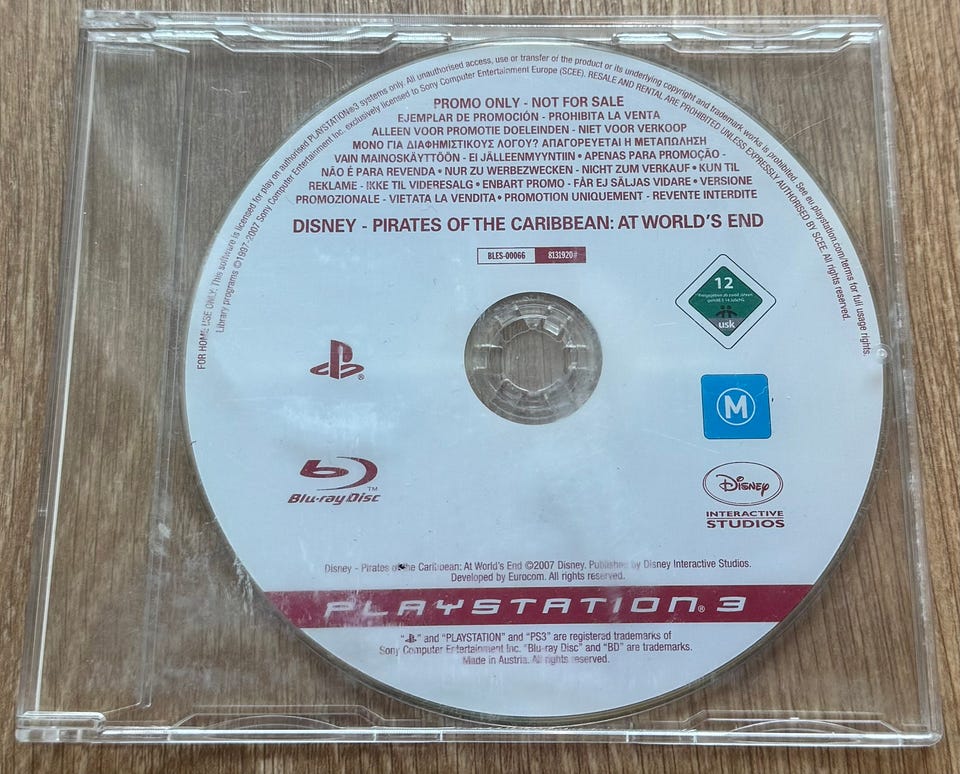 FOR HOME USE ONLY: This software is licensed for play on authorised PLAYSTATION®3 systems only. All unauthorised access, use or transfer of the product or its underlying copyright and trademark works is prohibited. See eu.playstation.com/terms for full usage rights.
Library programs ©1997-2007 Sony Computer Entertainment Inc. exclusively licensed to Sony Computer Entertainment Europe (SCEE). RESALE AND RENTAL ARE PROHIBITED UNLESS EXPRESSLY AUTHORISED BY SCEE. All rights reserved.
PROMO ONLY - NOT FOR SALE
EJEMPLAR DE PROMOCIÓN - PROHIBITA LA VENTA
ALLEEN VOOR PROMOTIE DOELEINDEN - NIET VOOR VERKOOP
ΜΟΝΟ ΓΙΑ ΔΙΑΦΗΜΙΣΤΙΚΟΥΣ ΛΟΓΟΥ? ΑΠΑΓΟΡΕΥΕΤΑΙ Η ΜΕΤΑΠΩΛΗΣΗ
VAIN MAINOSKÄYTTÖÖN - EI JÄLLEENMYYNTIIN • APENAS PARA PROMOÇÃO -
NÃO É PARA REVENDA • NUR ZU WERBEZWECKEN - NICHT ZUM VERKAUF • KUN TIL
REKLAME - IKKE TIL VIDERESALG • ENBART PROMO - FÅR EJ SÄLJAS VIDARE • VERSIONE
PROMOZIONALE - VIETATA LA VENDITA • PROMOTION UNIQUEMENT - REVENTE INTERDITE
DISNEY - PIRATES OF THE CARIBBEAN: AT WORLD'S END
BLES-00066 8131920#
12
usk
M
Blu-ray Disc™
Disney
INTERACTIVE
STUDIOS
Disney - Pirates of the Caribbean: At World's End ©2007 Disney. Published by Disney Interactive Studios.
Developed by Eurocom. All rights reserved.
PLAYSTATION® 3
"PS" and "PLAYSTATION" and "PS3" are registered trademarks of
Sony Computer Entertainment Inc. "Blu-ray Disc" and "BD" are trademarks.
Made in Austria. All rights reserved.